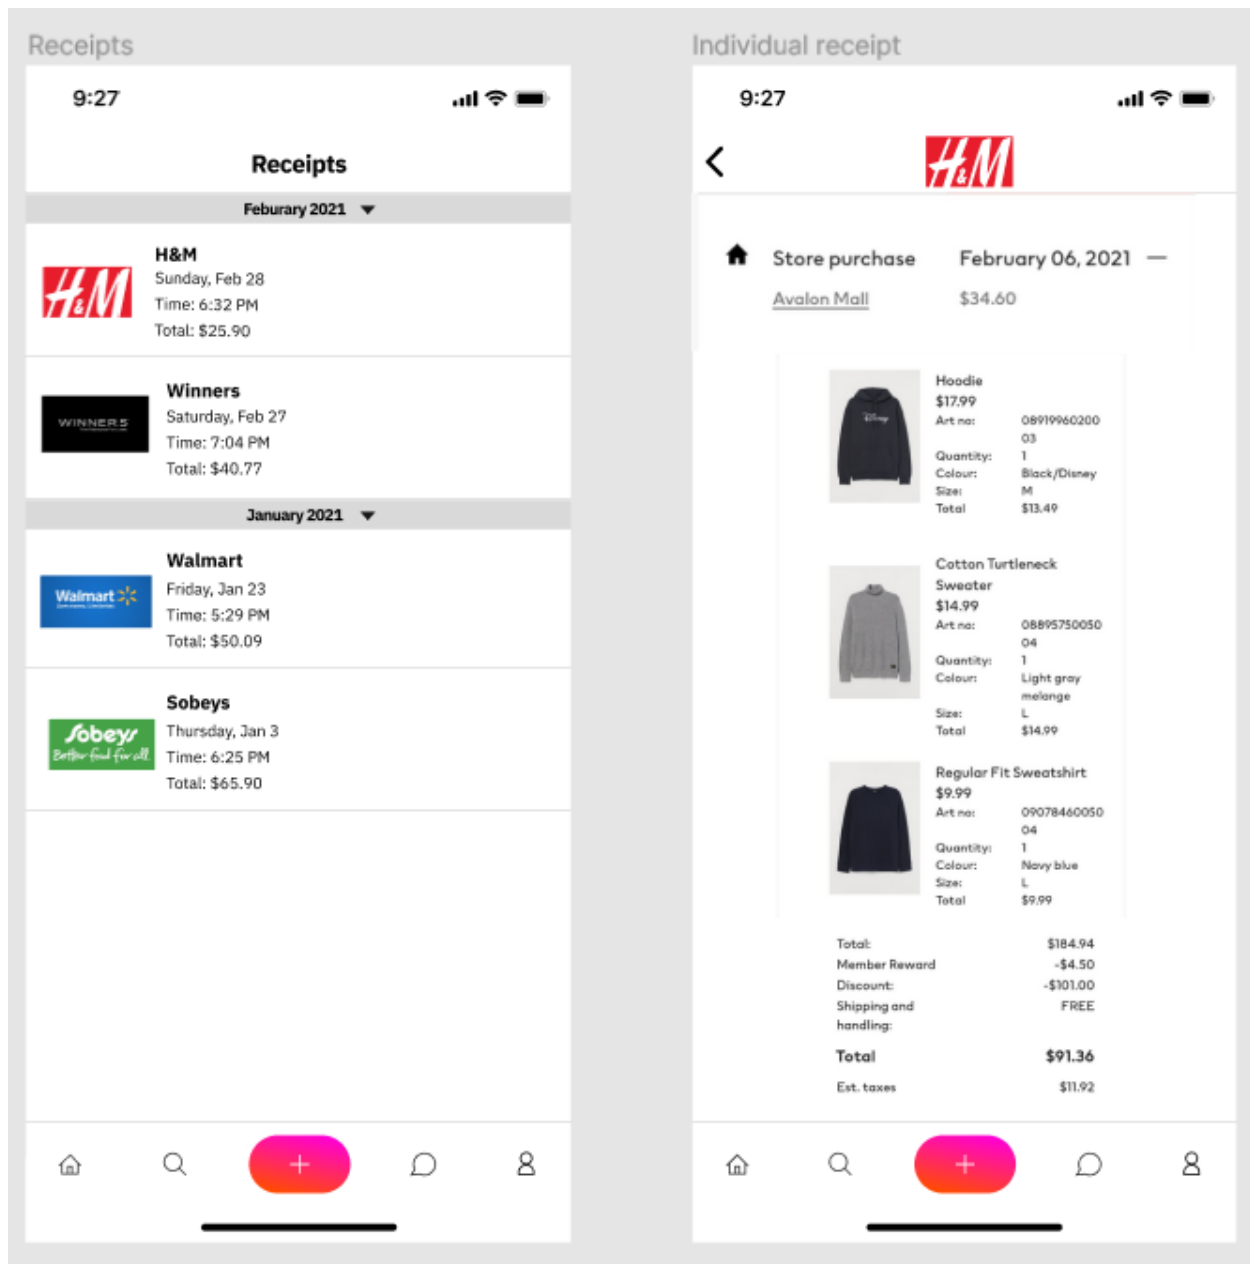 Receipts
9:27
Receipts
Feburary 2021
H&M
H&M
Sunday, Feb 28
Time: 6:32 PM
Total: $25.90
WINNERS
Winners
Saturday, Feb 27
Time: 7:04 PM
Total: $40.77
January 2021
Walmart
Walmart
Friday, Jan 23
Time: 5:29 PM
Total: $50.09
Sobeys
Better food for all
Sobeys
Thursday, Jan 3
Time: 6:25 PM
Total: $65.90
Individual receipt
9:27
H&M
Store purchase February 06, 2021
Avalon Mall $34.60
Disney
Hoodie
$17.99
Art no: 08919960200
03
Quantity: 1
Colour: Black/Disney
Size: M
Total $13.49
Cotton Turtleneck
Sweater
$14.99
Art no: 08895750050
04
Quantity: 1
Colour: Light gray
melange
Size: L
Total $14.99
Regular Fit Sweatshirt
$9.99
Art no: 09078460050
04
Quantity: 1
Colour: Navy blue
Size: L
Total $9.99
Total: $184.94
Member Reward -$4.50
Discount: -$101.00
Shipping and FREE
handling:
Total $91.36
Est. taxes $11.92